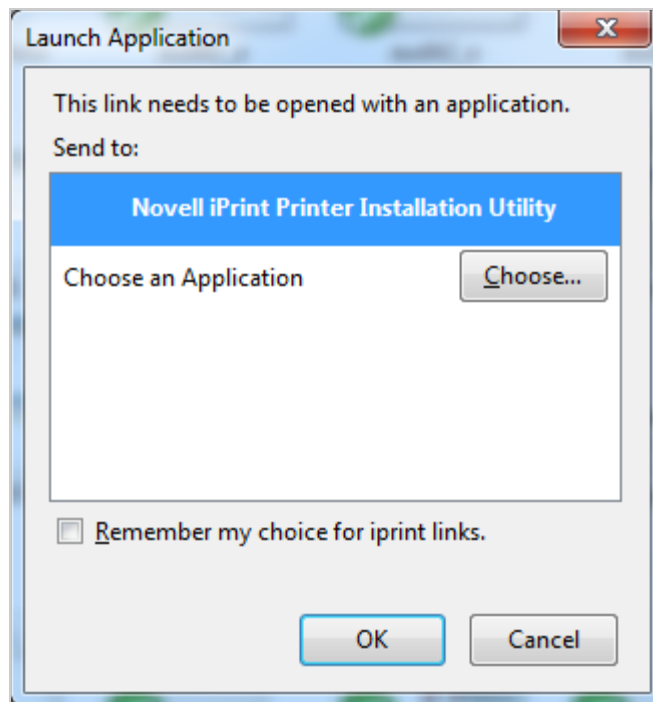 Launch Application
This link needs to be opened with an application.
Send to:
Novell iPrint Printer Installation Utility
Choose an Application
Choose...
Remember my choice for iprint links.
OK
Cancel